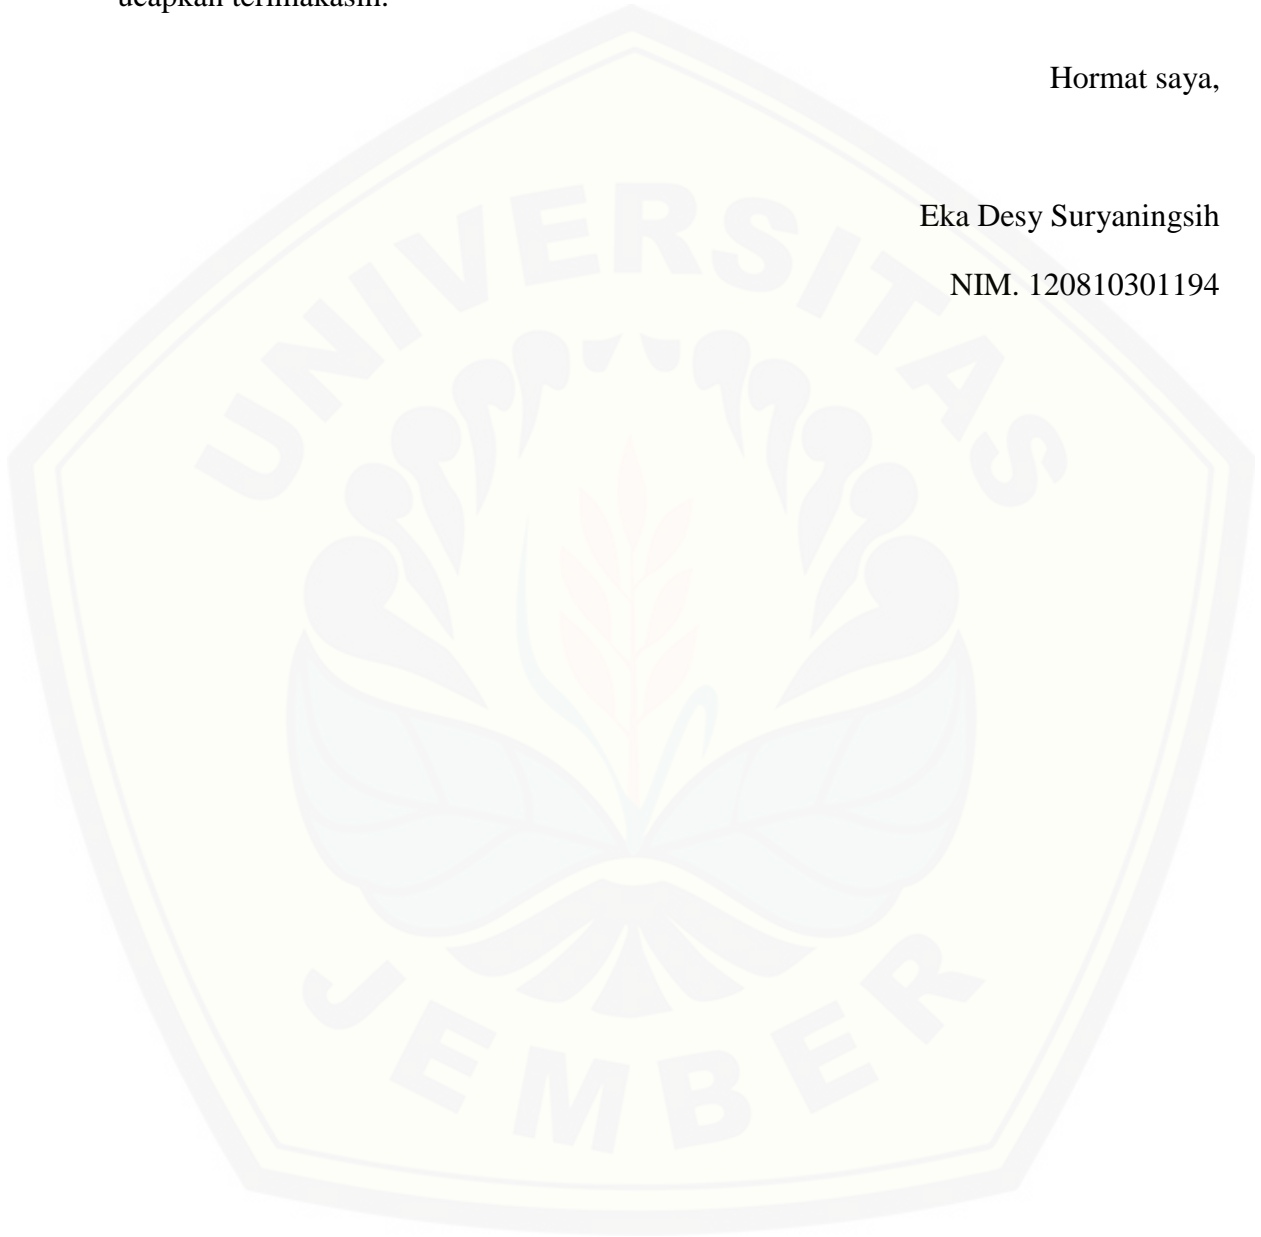 ucapkan terimakasih.
Hormat saya,
Eka Desy Suryaningsih
NIM. 120810301194
UNIVERSITAS
JEMBER